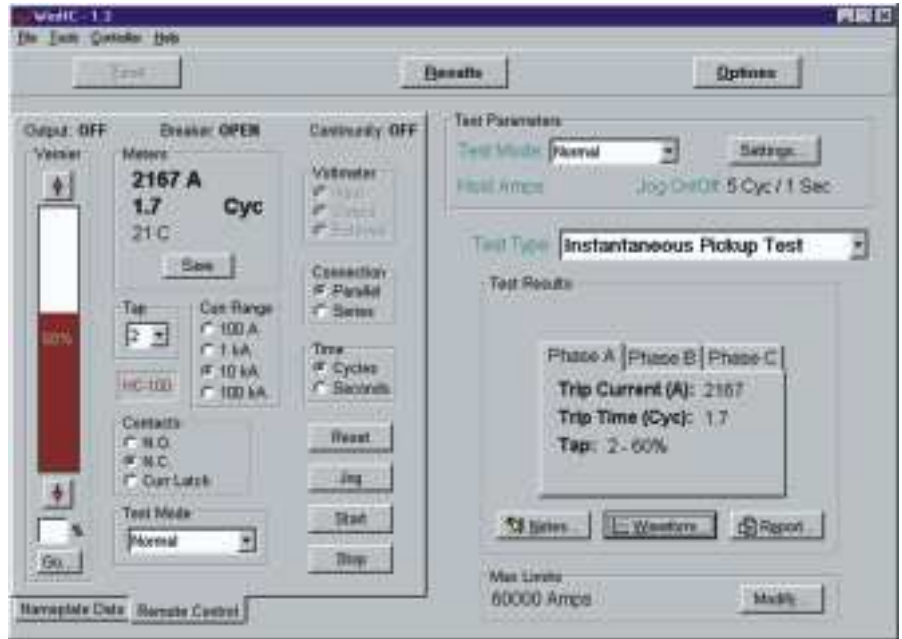 WinHC - 1.3
File Tools Controller Help
Test Results Options
Output: OFF Breaker: OPEN Continuity: OFF
Vernier
60%
%
Go...
Meters
2167 A
1.7 Cyc
21 C
Save
Tap
2
HC-100
Curr Range
100 A
1 kA
10 kA
100 kA
Contacts
N.O.
N.C.
Curr Latch
Test Mode
Normal
Voltmeter
Connection
Parallel
Series
Time
Cycles
Seconds
Reset
Jog
Start
Stop
Nameplate Data Remote Control
Test Parameters
Test Mode: Normal Settings...
Hold Amps: Jog On/Off: 5 Cyc / 1 Sec
Test Type: Instantaneous Pickup Test
Test Results
Phase A Phase B Phase C
Trip Current (A): 2167
Trip Time (Cyc): 1.7
Tap: 2 - 60%
Notes... Waveform... Report...
Max Limits
60000 Amps Modify...